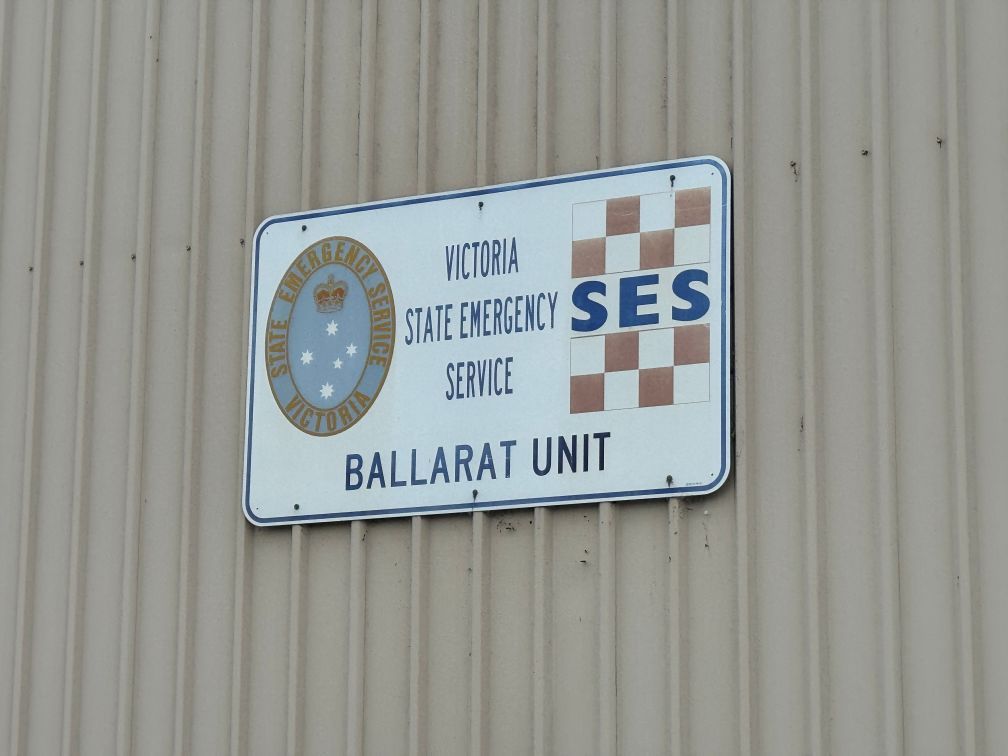 STATE EMERGENCY SERVICE
VICTORIA
VICTORIA
STATE EMERGENCY
SERVICE
SES
BALLARAT UNIT